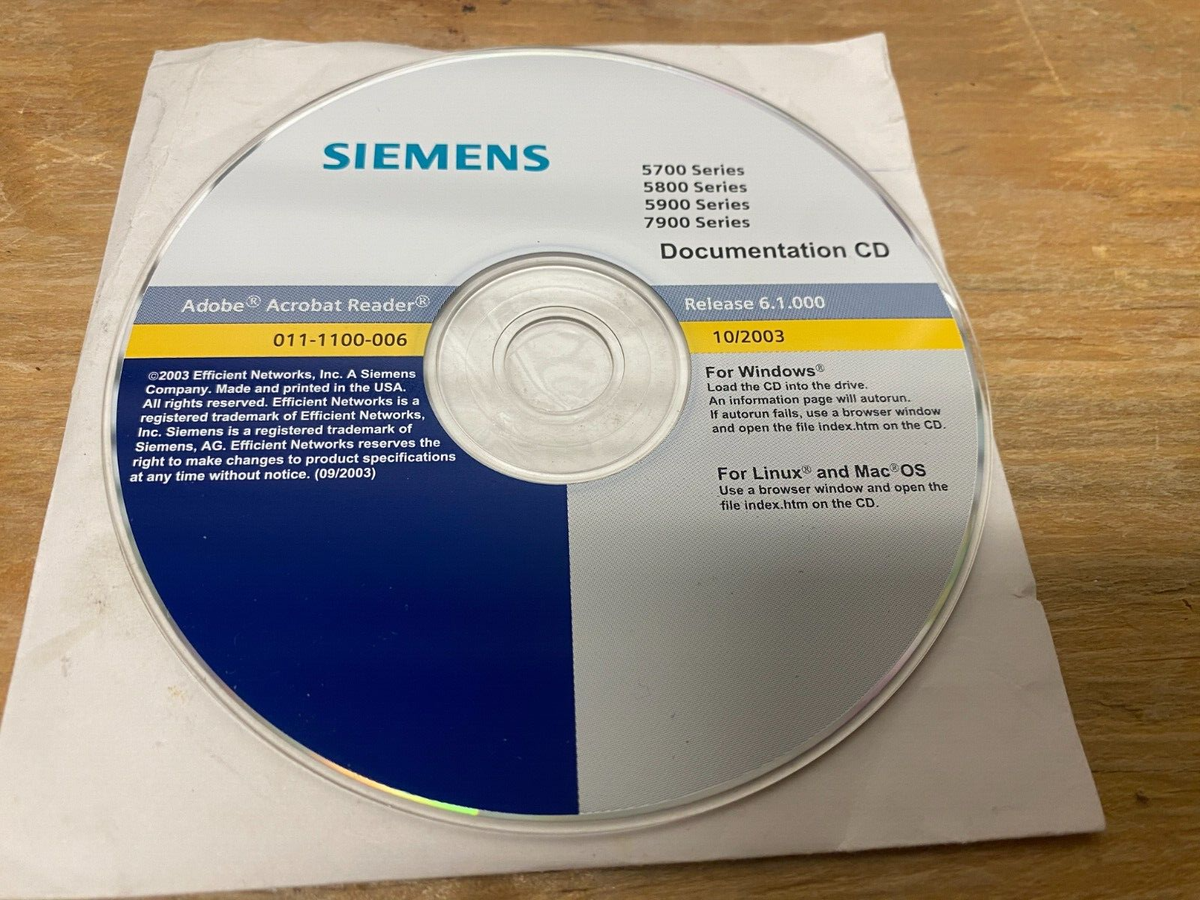 SIEMENS
5700 Series
5800 Series
5900 Series
7900 Series
Documentation CD
Adobe® Acrobat Reader®
Release 6.1.000
011-1100-006
10/2003
©2003 Efficient Networks, Inc. A Siemens
Company. Made and printed in the USA.
All rights reserved. Efficient Networks is a
registered trademark of Efficient Networks,
Inc. Siemens is a registered trademark of
Siemens, AG. Efficient Networks reserves the
right to make changes to product specifications
at any time without notice. (09/2003)
For Windows®
Load the CD into the drive.
An information page will autorun.
If autorun fails, use a browser window
and open the file index.htm on the CD.
For Linux® and Mac®OS
Use a browser window and open the
file index.htm on the CD.